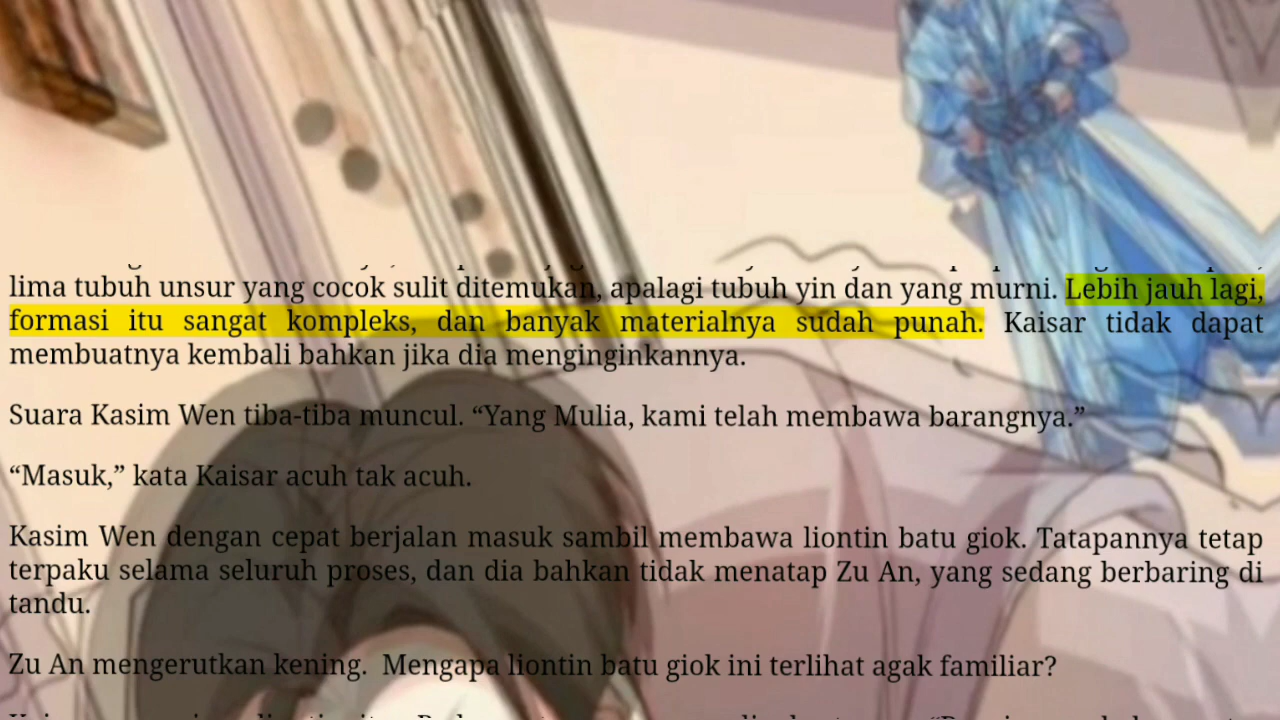 lima tubuh unsur yang cocok sulit ditemukan, apalagi tubuh yin dan yang murni. Lebih jauh lagi,
formasi itu sangat kompleks, dan banyak materialnya sudah punah. Kaisar tidak dapat
membuatnya kembali bahkan jika dia menginginkannya.
Suara Kasim Wen tiba-tiba muncul. “Yang Mulia, kami telah membawa barangnya.”
“Masuk,” kata Kaisar acuh tak acuh.
Kasim Wen dengan cepat berjalan masuk sambil membawa liontin batu giok. Tatapannya tetap
terpaku selama seluruh proses, dan dia bahkan tidak menatap Zu An, yang sedang berbaring di
tandu.
Zu An mengerutkan kening. Mengapa liontin batu giok ini terlihat agak familiar?